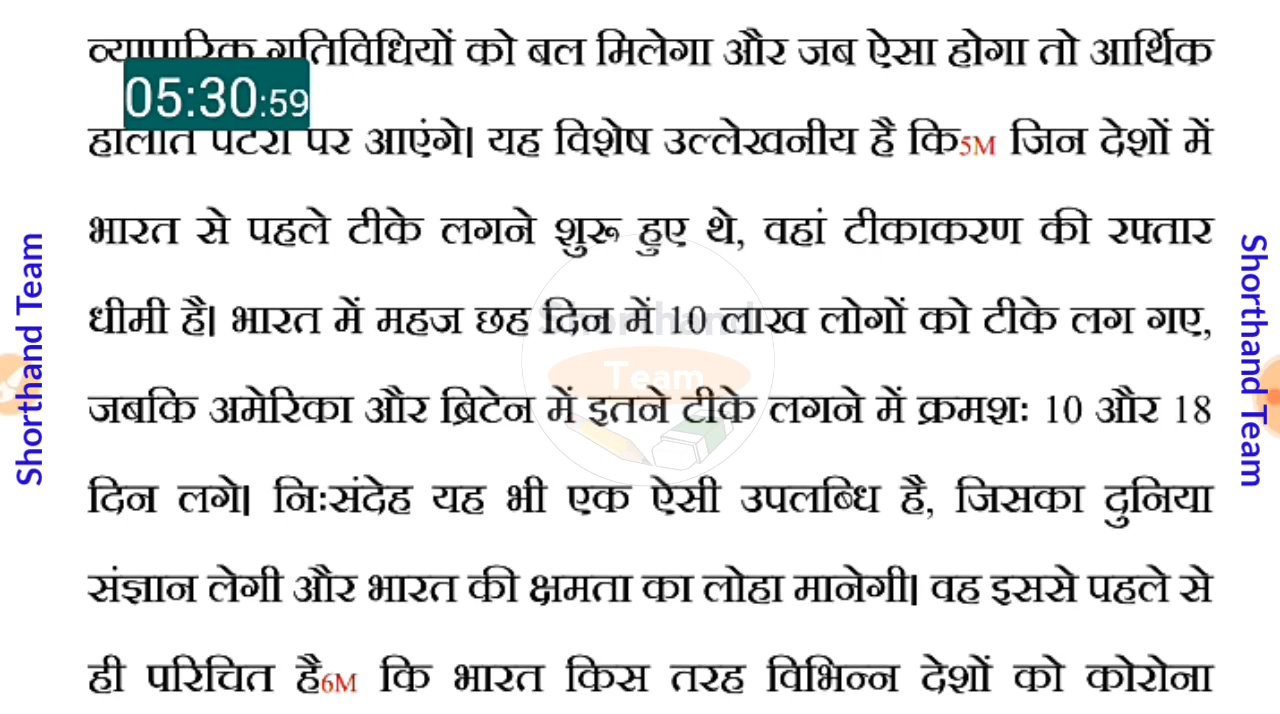 व्यापारिक गतिविधियों को बल मिलेगा और जब ऐसा होगा तो आर्थिक
05:30:59
हालात पटरी पर आएंगे। यह विशेष उल्लेखनीय है कि5M जिन देशों में
भारत से पहले टीके लगने शुरू हुए थे, वहां टीकाकरण की रफ्तार
धीमी है। भारत में महज छह दिन में 10 लाख लोगों को टीके लग गए,
जबकि अमेरिका और ब्रिटेन में इतने टीके लगने में क्रमशः 10 और 18
दिन लगे। निःसंदेह यह भी एक ऐसी उपलब्धि है, जिसका दुनिया
संज्ञान लेगी और भारत की क्षमता का लोहा मानेगी। वह इससे पहले से
ही परिचित है6M कि भारत किस तरह विभिन्न देशों को कोरोना
Shorthand Team
Shorthand Team
Shorthand
Team